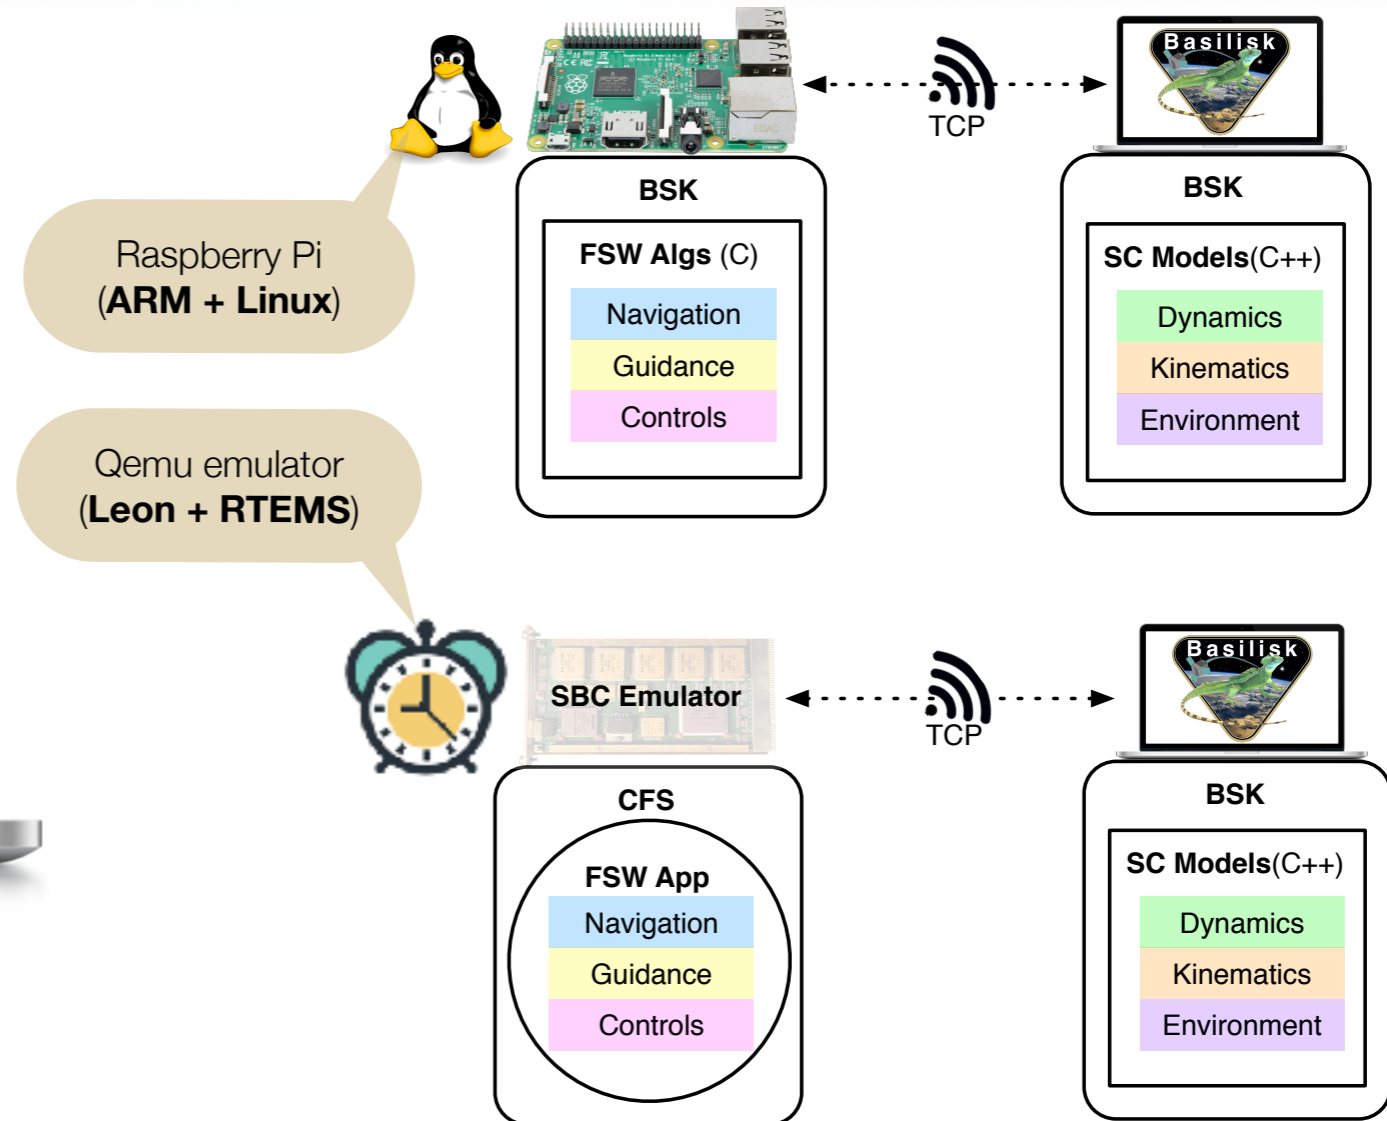 Basilisk
EDAC
TCP
BSK
BSK
Raspberry Pi
(ARM + Linux)
FSW Algs (C)
Navigation
Guidance
Controls
SC Models(C++)
Dynamics
Kinematics
Environment
Qemu emulator
(Leon + RTEMS)
SBC Emulator
TCP
Basilisk
CFS
FSW App
Navigation
Guidance
Controls
BSK
SC Models(C++)
Dynamics
Kinematics
Environment